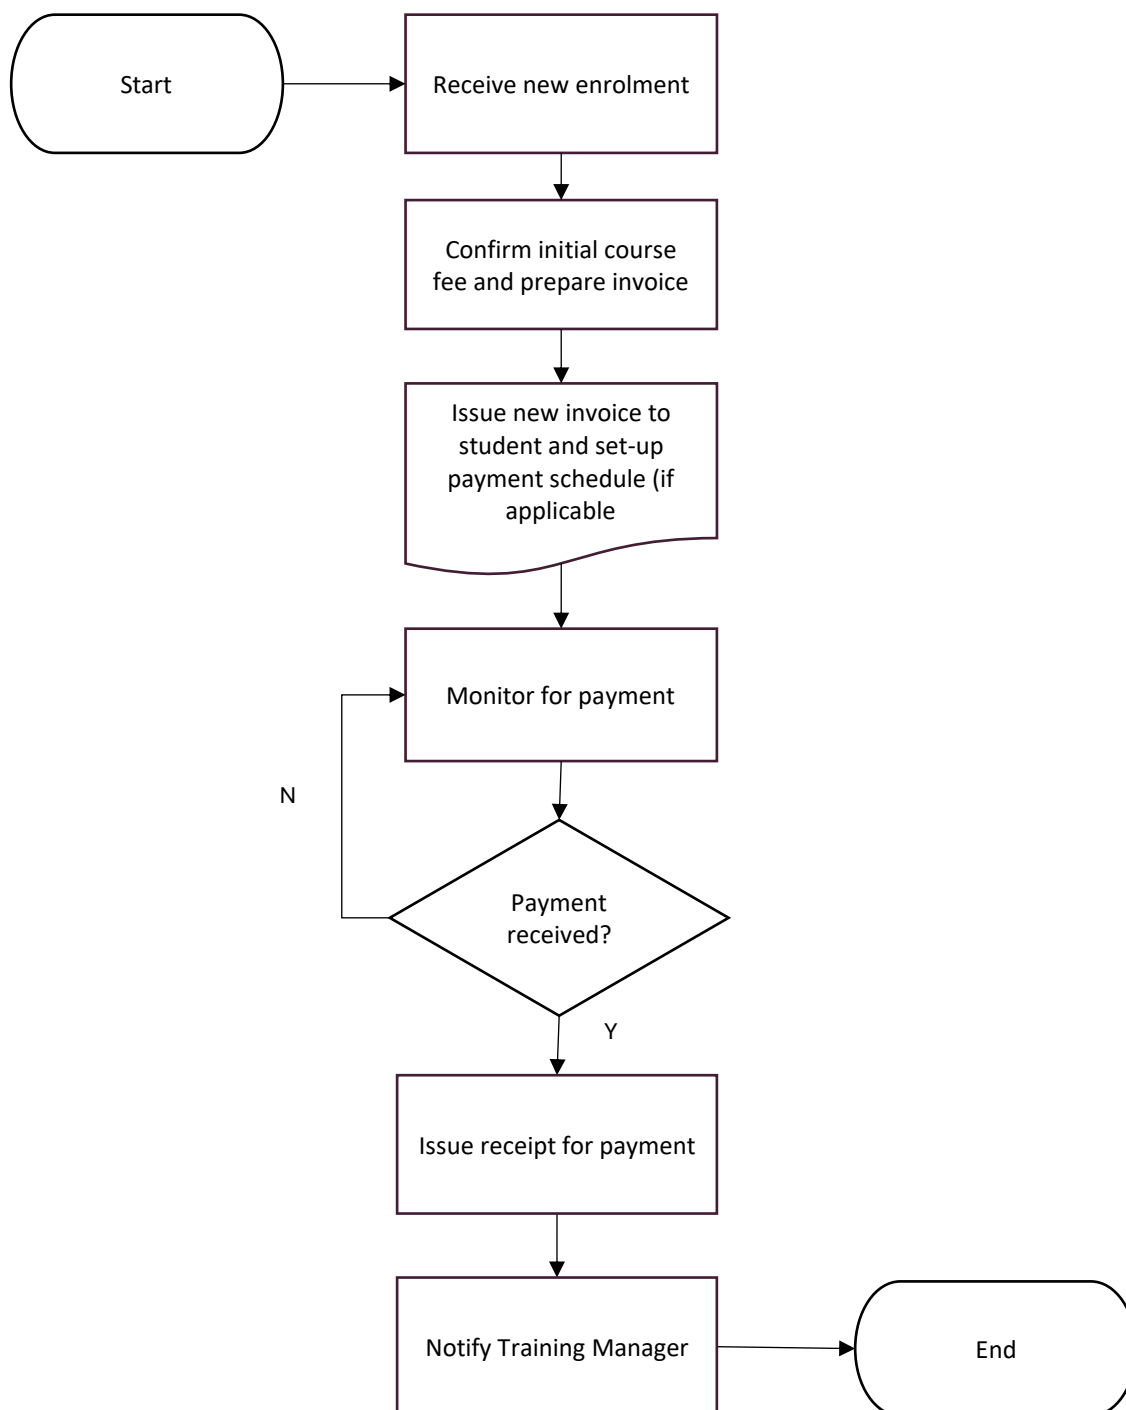 Start
Receive new enrolment
Confirm initial course
fee and prepare invoice
Issue new invoice to
student and set-up
payment schedule (if
applicable
Monitor for payment
N
Payment
received?
Y
Issue receipt for payment
Notify Training Manager
End